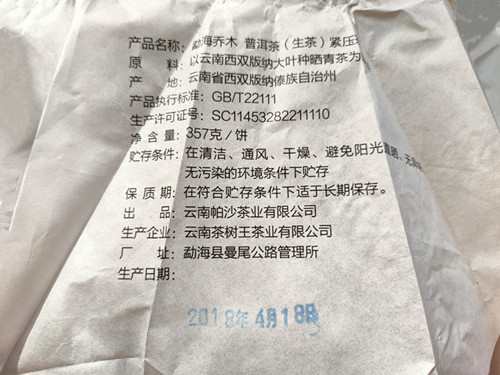 产品名称：勐海乔木 普洱茶（生茶）紧压
原 料：以云南西双版纳大叶种晒青茶为
产 地：云南省西双版纳傣族自治州
产品执行标准：GB/T22111
生产许可证号：SC11453282211110
净 含 量：357克/饼
贮存条件：在清洁、通风、干燥、避免阳光直晒、无异
无污染的环境条件下贮存
保 质 期：在符合贮存条件下适于长期保存。
出 品：云南帕沙茶业有限公司
生产企业：云南茶树王茶业有限公司
厂 址：勐海县曼尾公路管理所
生产日期：
2018年4月18日